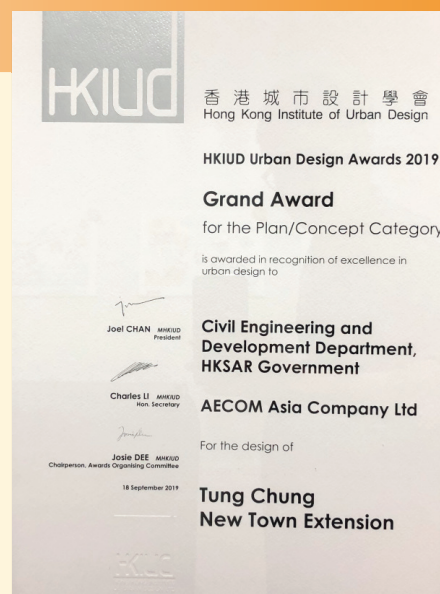 HKIUD
香港城市設計學會
Hong Kong Institute of Urban Design
HKIUD Urban Design Awards 2019
Grand Award
for the Plan/Concept Category
is awarded in recognition of excellence in
urban design to
Joel CHAN MHKIUD
President
Charles LI MHKIUD
Hon. Secretary
Josie DEE MHKIUD
Chairperson, Awards Organising Committee
18 September 2019
Civil Engineering and
Development Department,
HKSAR Government
AECOM Asia Company Ltd
For the design of
Tung Chung
New Town Extension